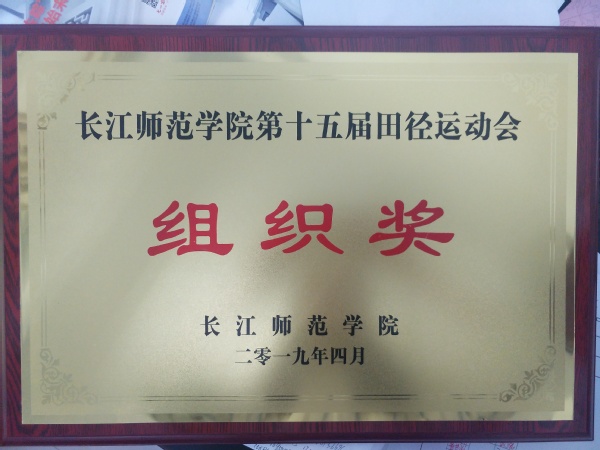 长江师范学院第十五届田径运动会
组织奖
长江师范学院
二零一九年四月